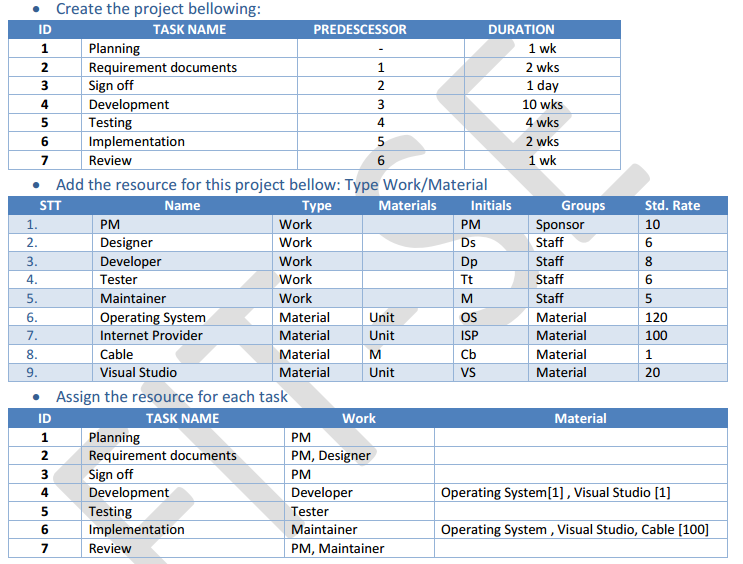 • Create the project bellowing:
ID TASK NAME PREDESCESSOR DURATION
1 Planning - 1 wk
2 Requirement documents 1 2 wks
3 Sign off 2 1 day
4 Development 3 10 wks
5 Testing 4 4 wks
6 Implementation 5 2 wks
7 Review 6 1 wk
• Add the resource for this project bellow: Type Work/Material
STT Name Type Materials Initials Groups Std. Rate
1. PM Work PM Sponsor 10
2. Designer Work Ds Staff 6
3. Developer Work Dp Staff 8
4. Tester Work Tt Staff 6
5. Maintainer Work M Staff 5
6. Operating System Material Unit OS Material 120
7. Internet Provider Material Unit ISP Material 100
8. Cable Material M Cb Material 1
9. Visual Studio Material Unit VS Material 20
• Assign the resource for each task
ID TASK NAME Work Material
1 Planning PM
2 Requirement documents PM, Designer
3 Sign off PM
4 Development Developer Operating System[1] , Visual Studio [1]
5 Testing Tester
6 Implementation Maintainer Operating System , Visual Studio, Cable [100]
7 Review PM, Maintainer